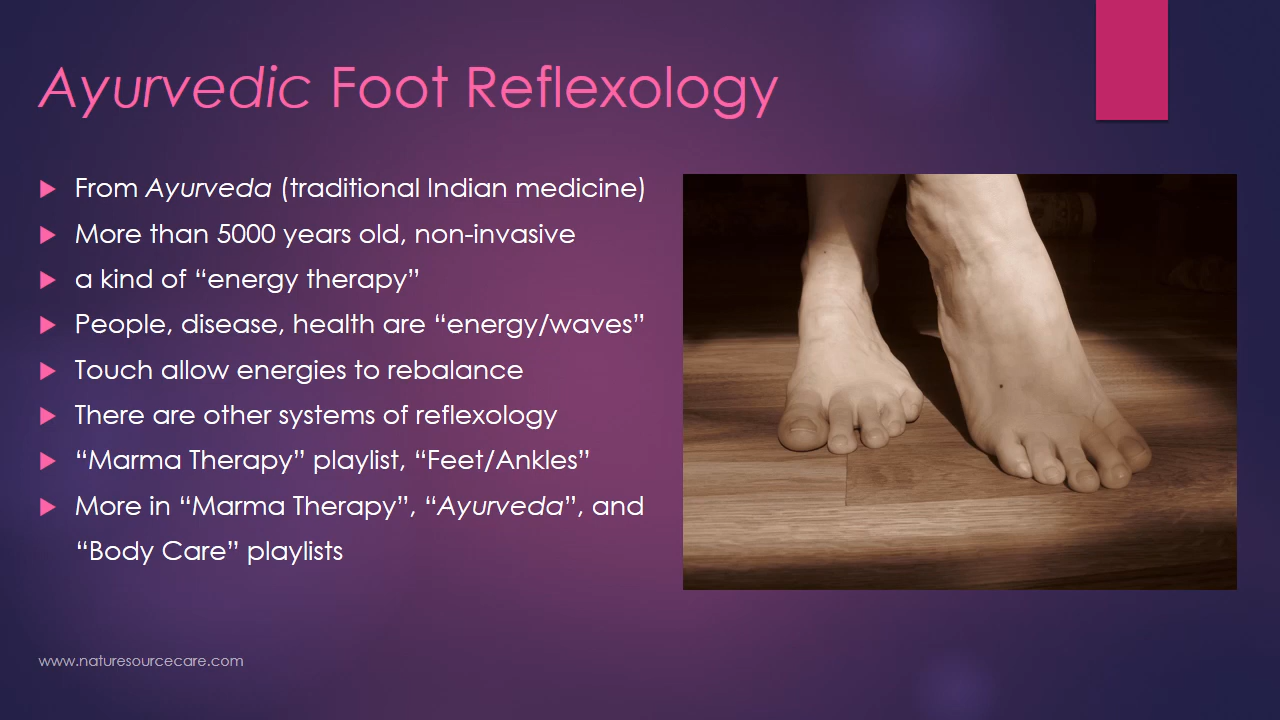 Ayurvedic Foot Reflexology
From Ayurveda (traditional Indian medicine)
More than 5000 years old, non-invasive
a kind of “energy therapy”
People, disease, health are “energy/waves”
Touch allow energies to rebalance
There are other systems of reflexology
“Marma Therapy” playlist, “Feet/Ankles”
More in “Marma Therapy”, “Ayurveda”, and
“Body Care” playlists
www.naturesourcecare.com